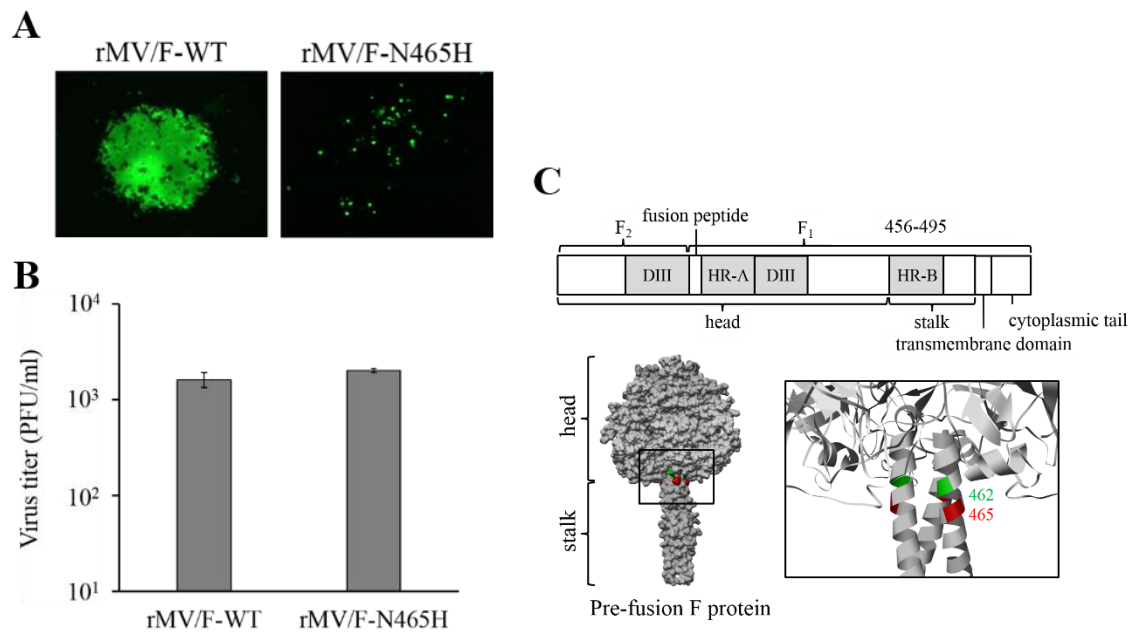 A
rMV/F-WT
rMV/F-N465H
B
Virus titer (PFU/ml)
10⁴
10³
10²
10¹
rMV/F-WT
rMV/F-N465H
C
fusion peptide
F₂
F₁
456-495
DIII
HR-A
DIII
HR-B
head
stalk
cytoplasmic tail
transmembrane domain
head
stalk
462
465
Pre-fusion F protein